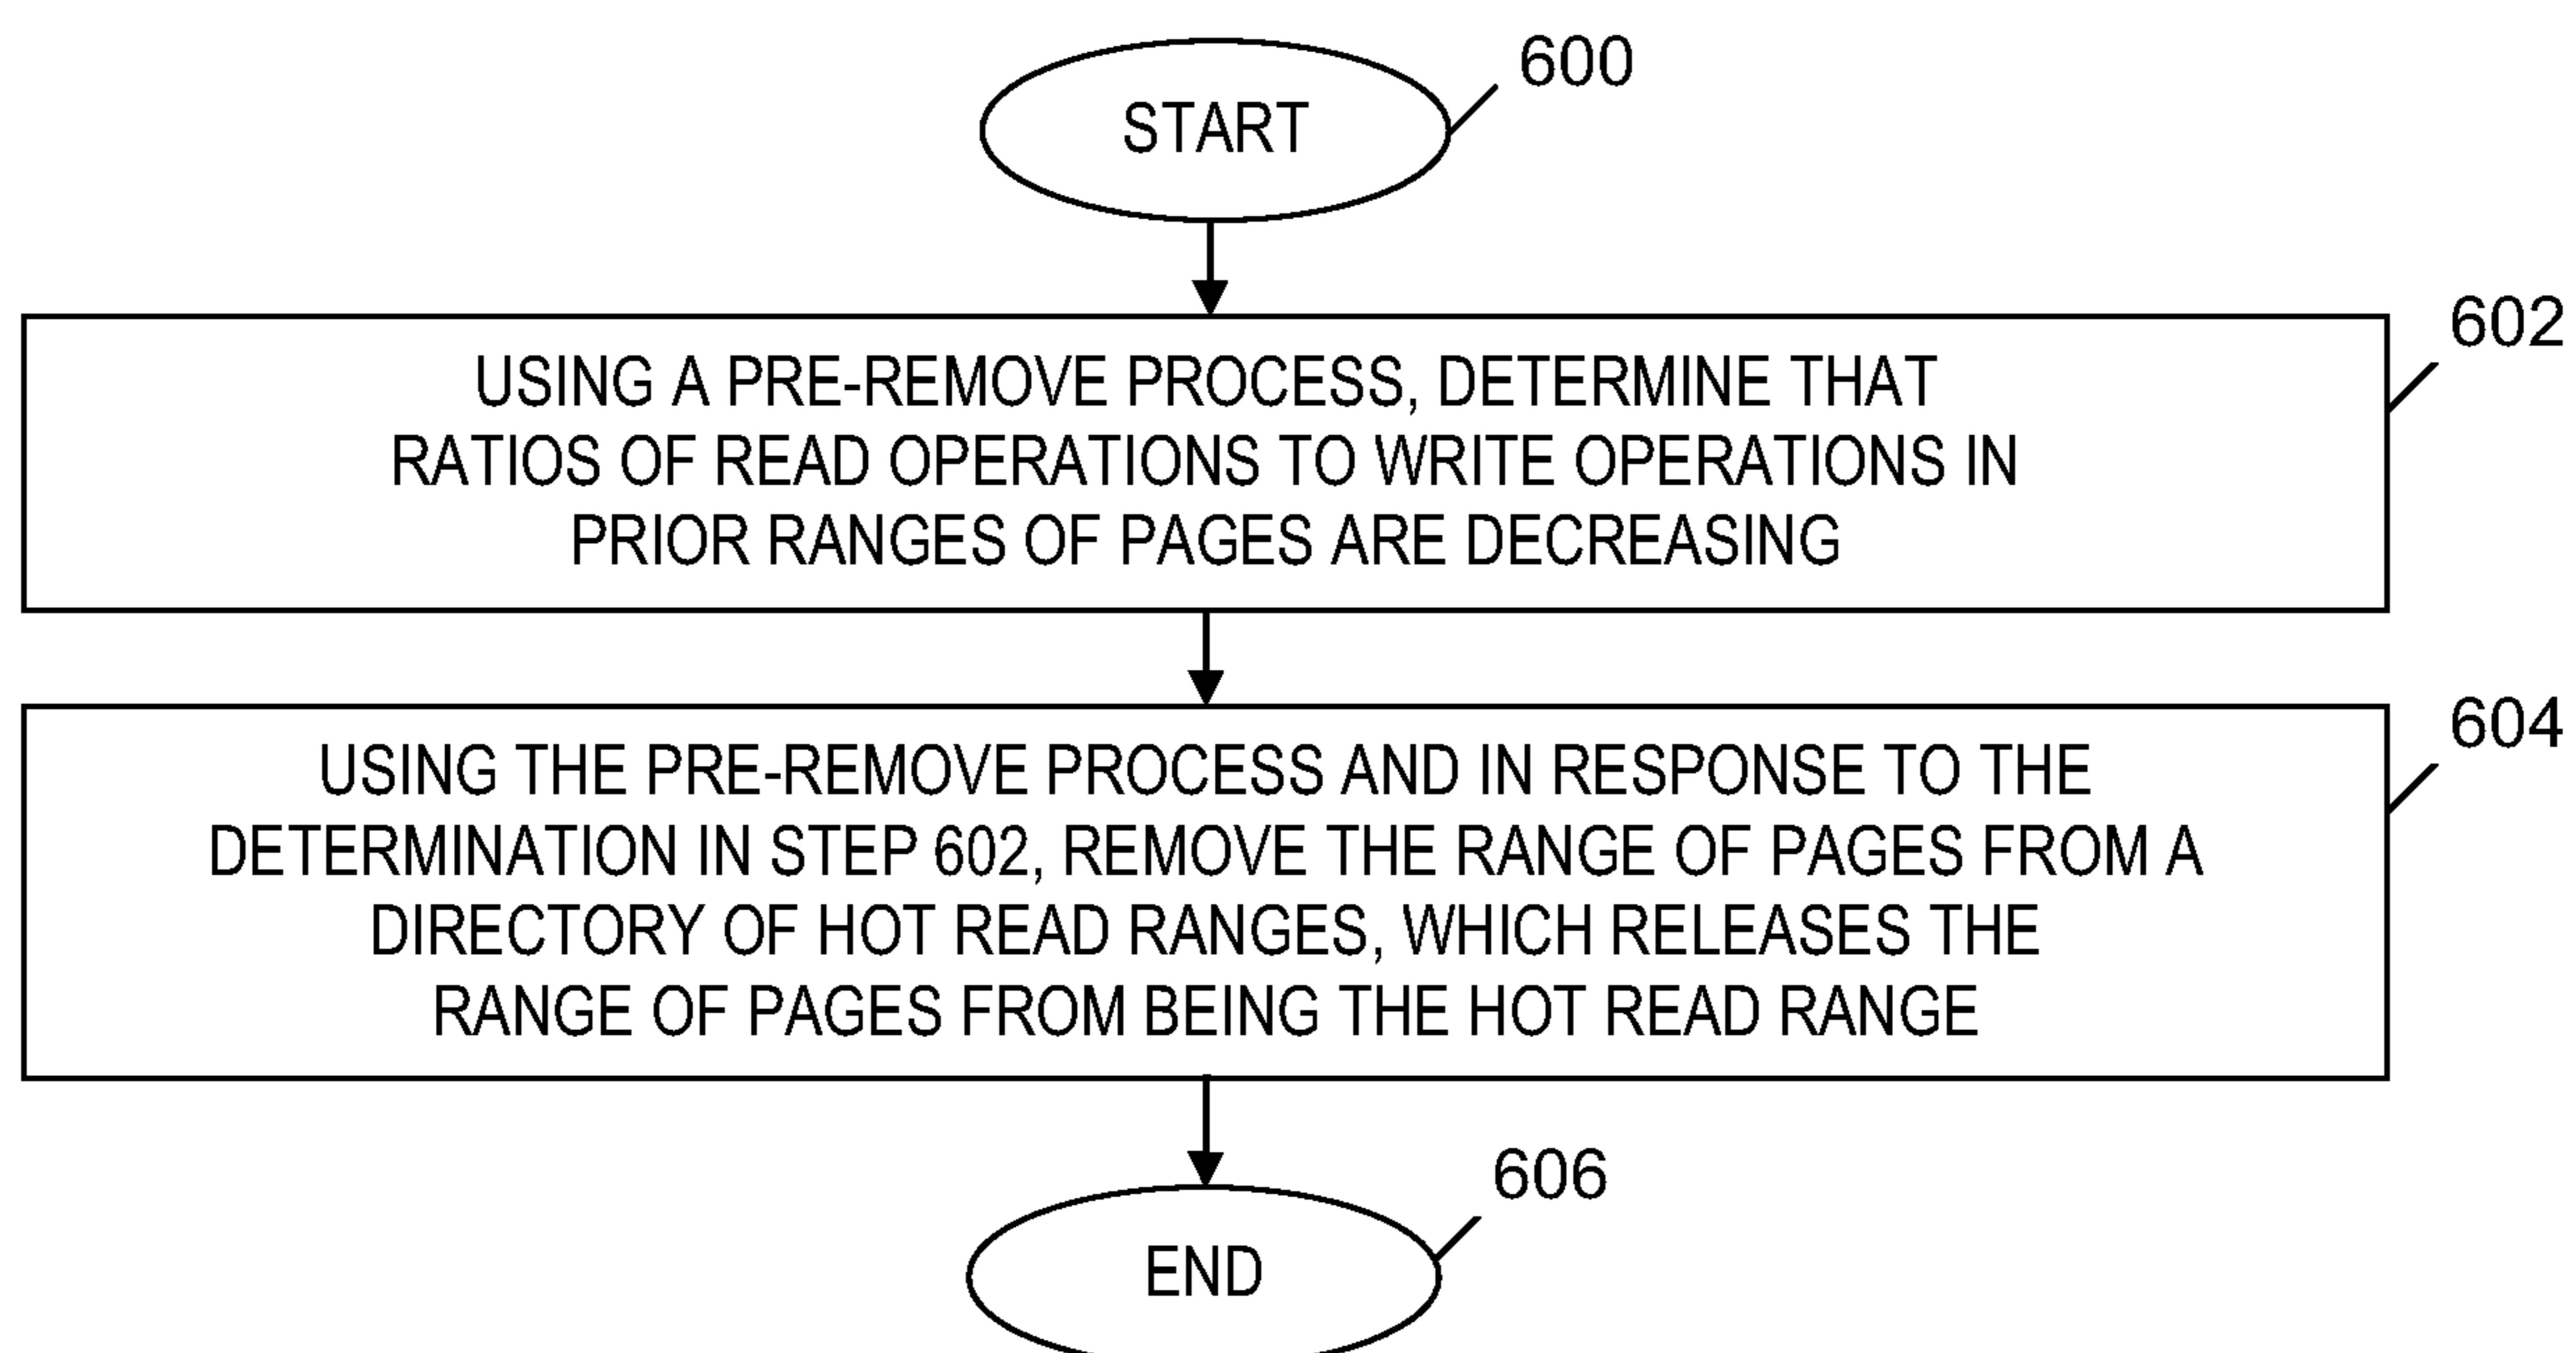 START
600
602
USING A PRE-REMOVE PROCESS, DETERMINE THAT
RATIOS OF READ OPERATIONS TO WRITE OPERATIONS IN
PRIOR RANGES OF PAGES ARE DECREASING
604
USING THE PRE-REMOVE PROCESS AND IN RESPONSE TO THE
DETERMINATION IN STEP 602, REMOVE THE RANGE OF PAGES FROM A
DIRECTORY OF HOT READ RANGES, WHICH RELEASES THE
RANGE OF PAGES FROM BEING THE HOT READ RANGE
606
END